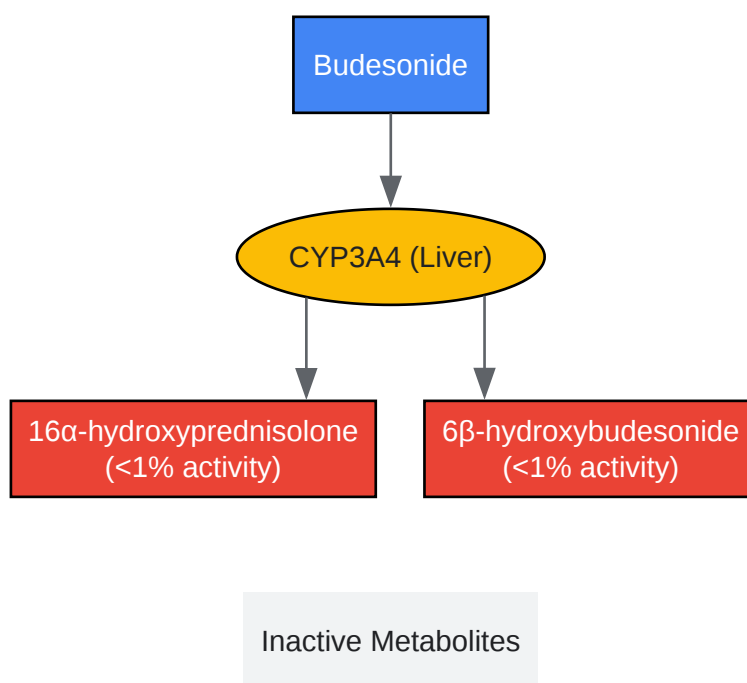 Budesonide
CYP3A4 (Liver)
16α-hydroxyprednisolone
(<1% activity)
6β-hydroxybudesonide
(<1% activity)
Inactive Metabolites